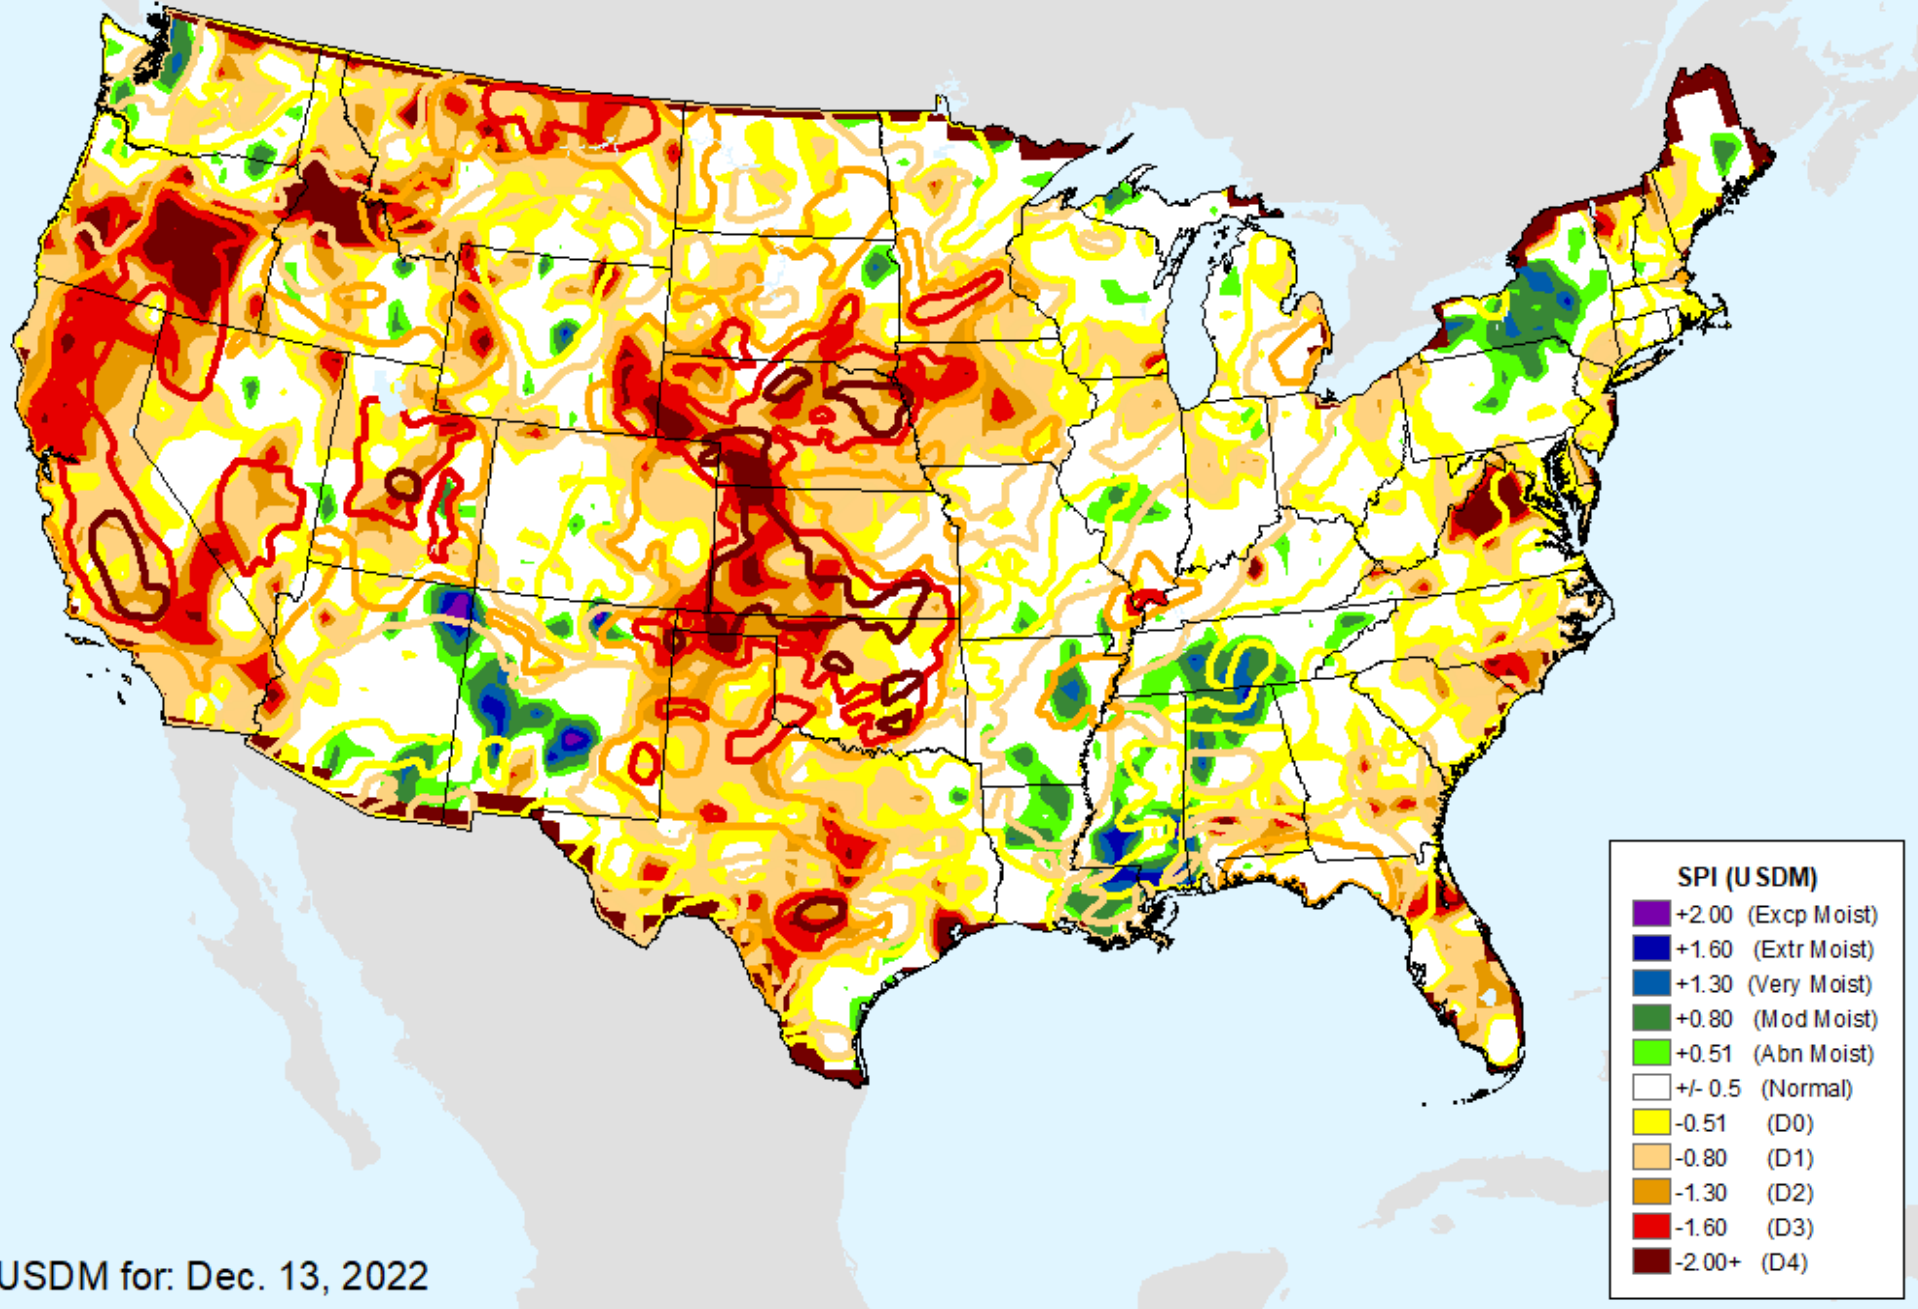 SPI (USDM)
+2.00 (Excp Moist)
+1.60 (Extr Moist)
+1.30 (Very Moist)
+0.80 (Mod Moist)
+0.51 (Abn Moist)
+/- 0.5 (Normal)
-0.51 (D0)
-0.80 (D1)
-1.30 (D2)
-1.60 (D3)
-2.00+ (D4)
USDM for: Dec. 13, 2022